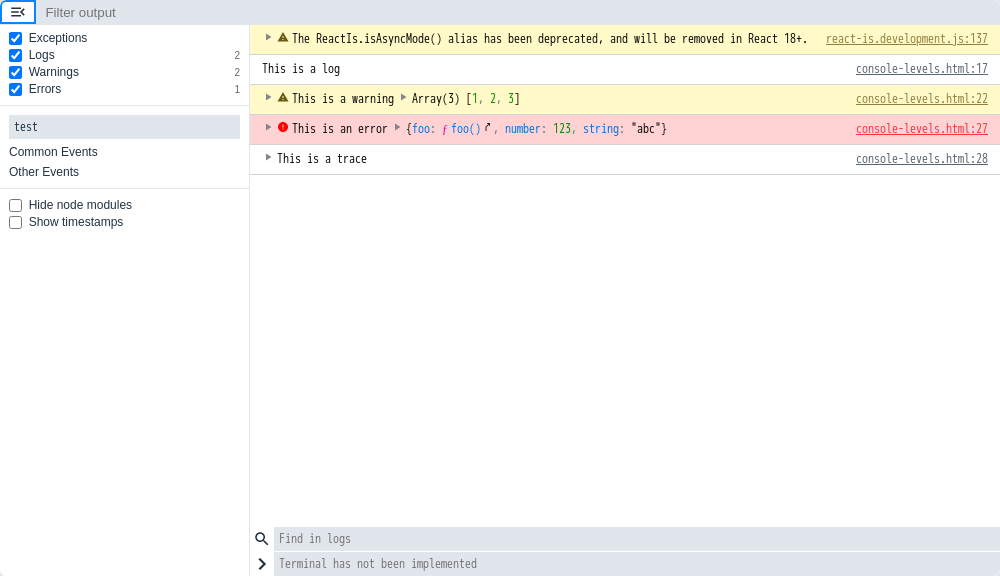 Filter output
Exceptions
Logs 2
Warnings 2
Errors 1
test
Common Events
Other Events
Hide node modules
Show timestamps
The ReactIs.isAsyncMode() alias has been deprecated, and will be removed in React 18+. react-is.development.js:137
This is a log console-levels.html:17
This is a warning Array(3) [1, 2, 3] console-levels.html:22
This is an error {foo: ƒ foo() , number: 123, string: "abc"} console-levels.html:27
This is a trace console-levels.html:28
Find in logs
Terminal has not been implemented